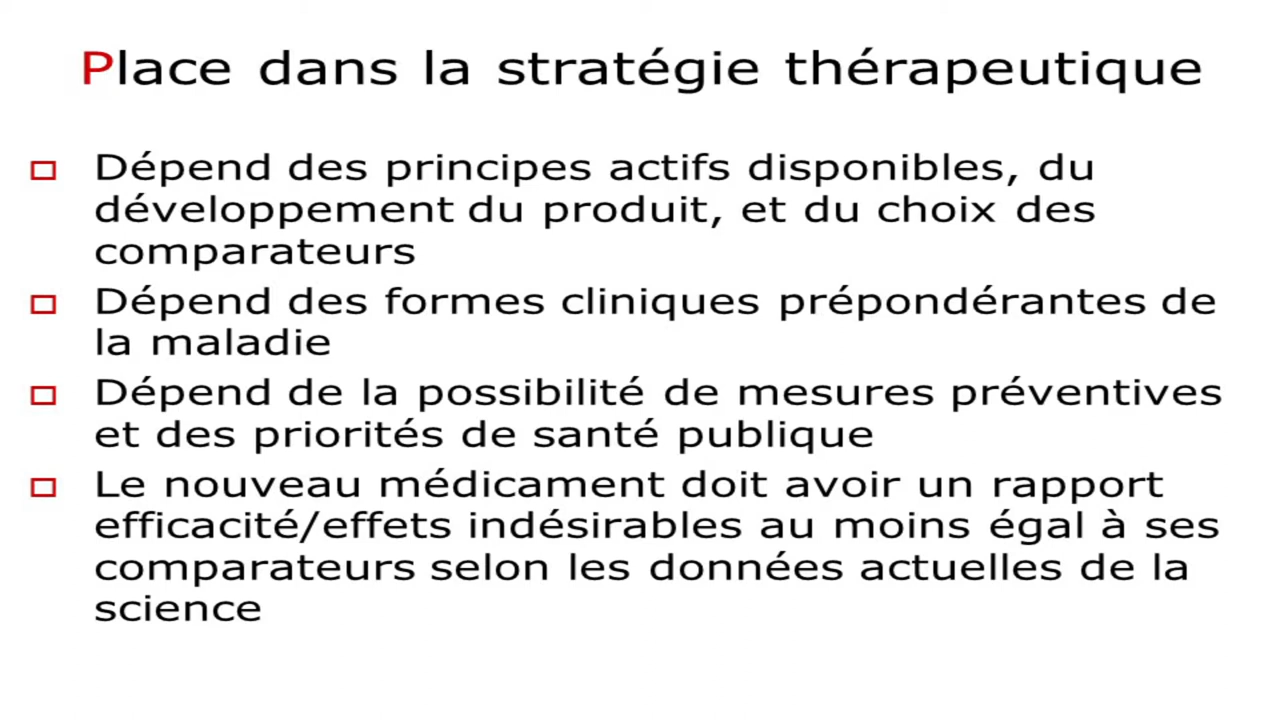 Place dans la stratégie thérapeutique
Dépend des principes actifs disponibles, du
développement du produit, et du choix des
comparateurs
Dépend des formes cliniques prépondérantes de
la maladie
Dépend de la possibilité de mesures préventives
et des priorités de santé publique
Le nouveau médicament doit avoir un rapport
efficacité/effets indésirables au moins égal à ses
comparateurs selon les données actuelles de la
science